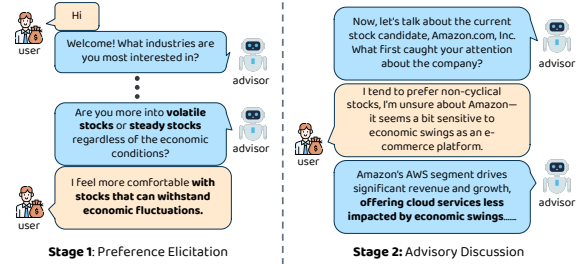 Hi
user
Welcome! What industries are
you most interested in?
advisor
Are you more into volatile
stocks or steady stocks
regardless of the economic
conditions?
advisor
I feel more comfortable with
stocks that can withstand
economic fluctuations.
user
Stage 1: Preference Elicitation
Now, let's talk about the current
stock candidate, Amazon.com, Inc.
What first caught your attention
about the company?
advisor
I tend to prefer non-cyclical
stocks, I'm unsure about Amazon—
it seems a bit sensitive to
economic swings as an e-
commerce platform.
user
Amazon's AWS segment drives
significant revenue and growth,
offering cloud services less
impacted by economic swings......
advisor
Stage 2: Advisory Discussion